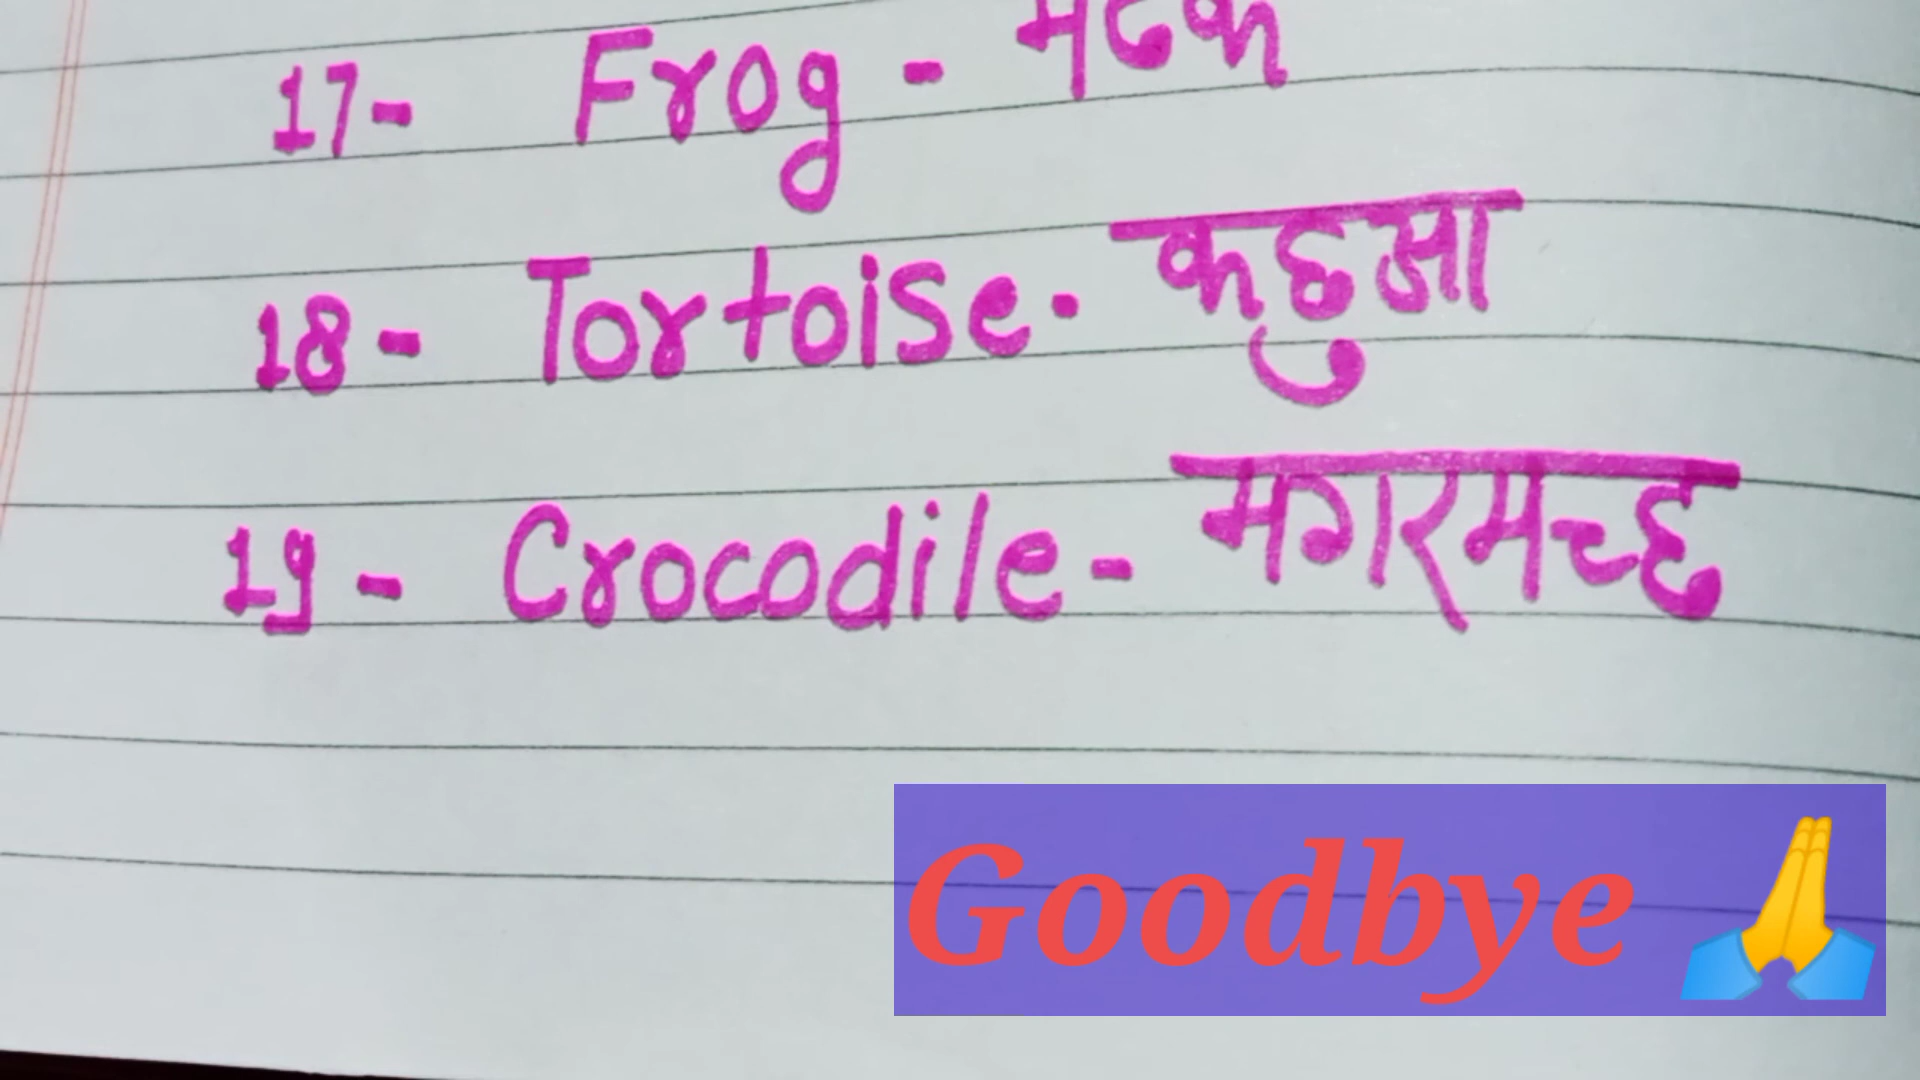 17- Frog - मेढक
18- Tortoise- कछुआ
19- Crocodile- मगरमच्छ
Goodbye 🙏